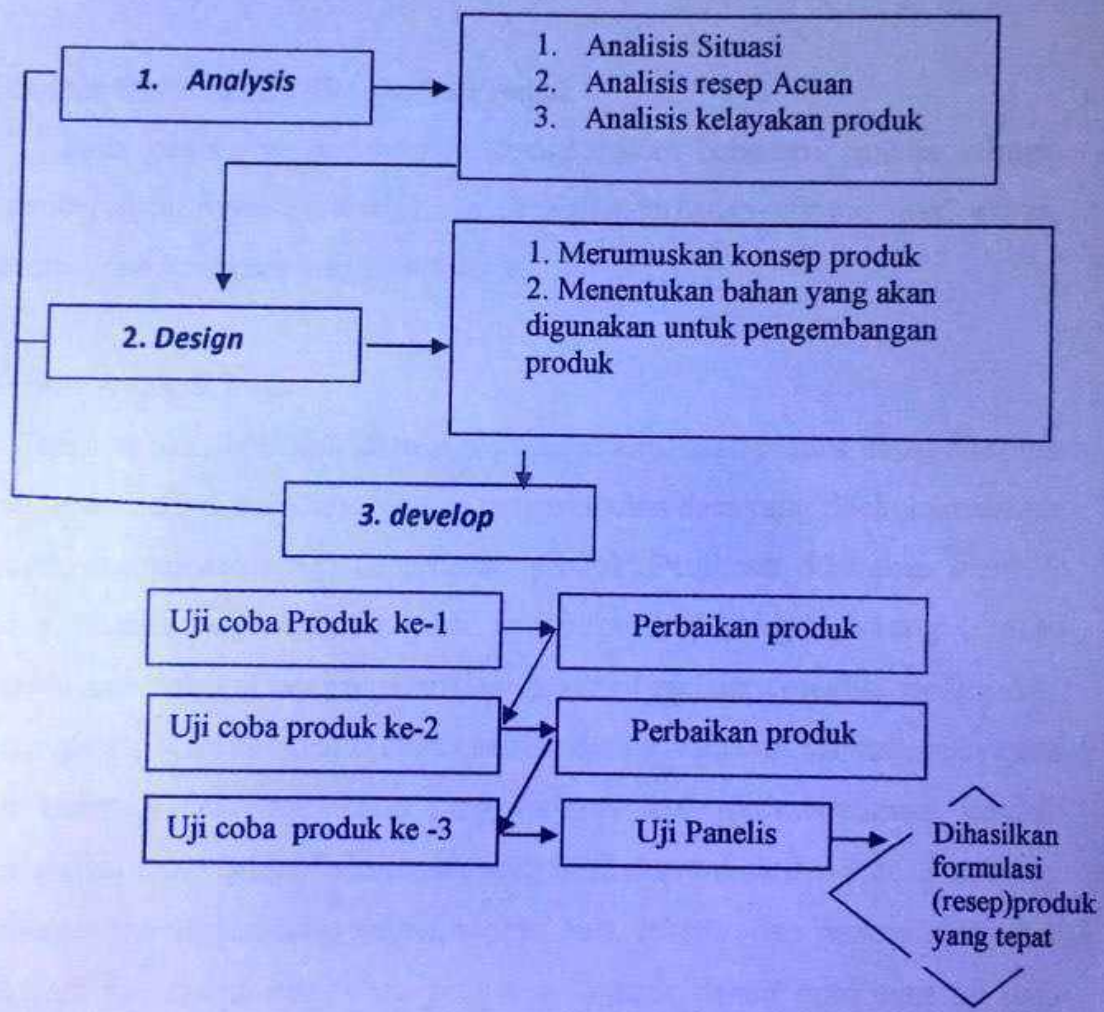 1. Analysis
1. Analisis Situasi
2. Analisis resep Acuan
3. Analisis kelayakan produk
2. Design
1. Merumuskan konsep produk
2. Menentukan bahan yang akan
digunakan untuk pengembangan
produk
3. develop
Uji coba Produk ke-1
Perbaikan produk
Uji coba produk ke-2
Perbaikan produk
Uji coba produk ke -3
Uji Panelis
Dihasilkan
formulasi
(resep)produk
yang tepat